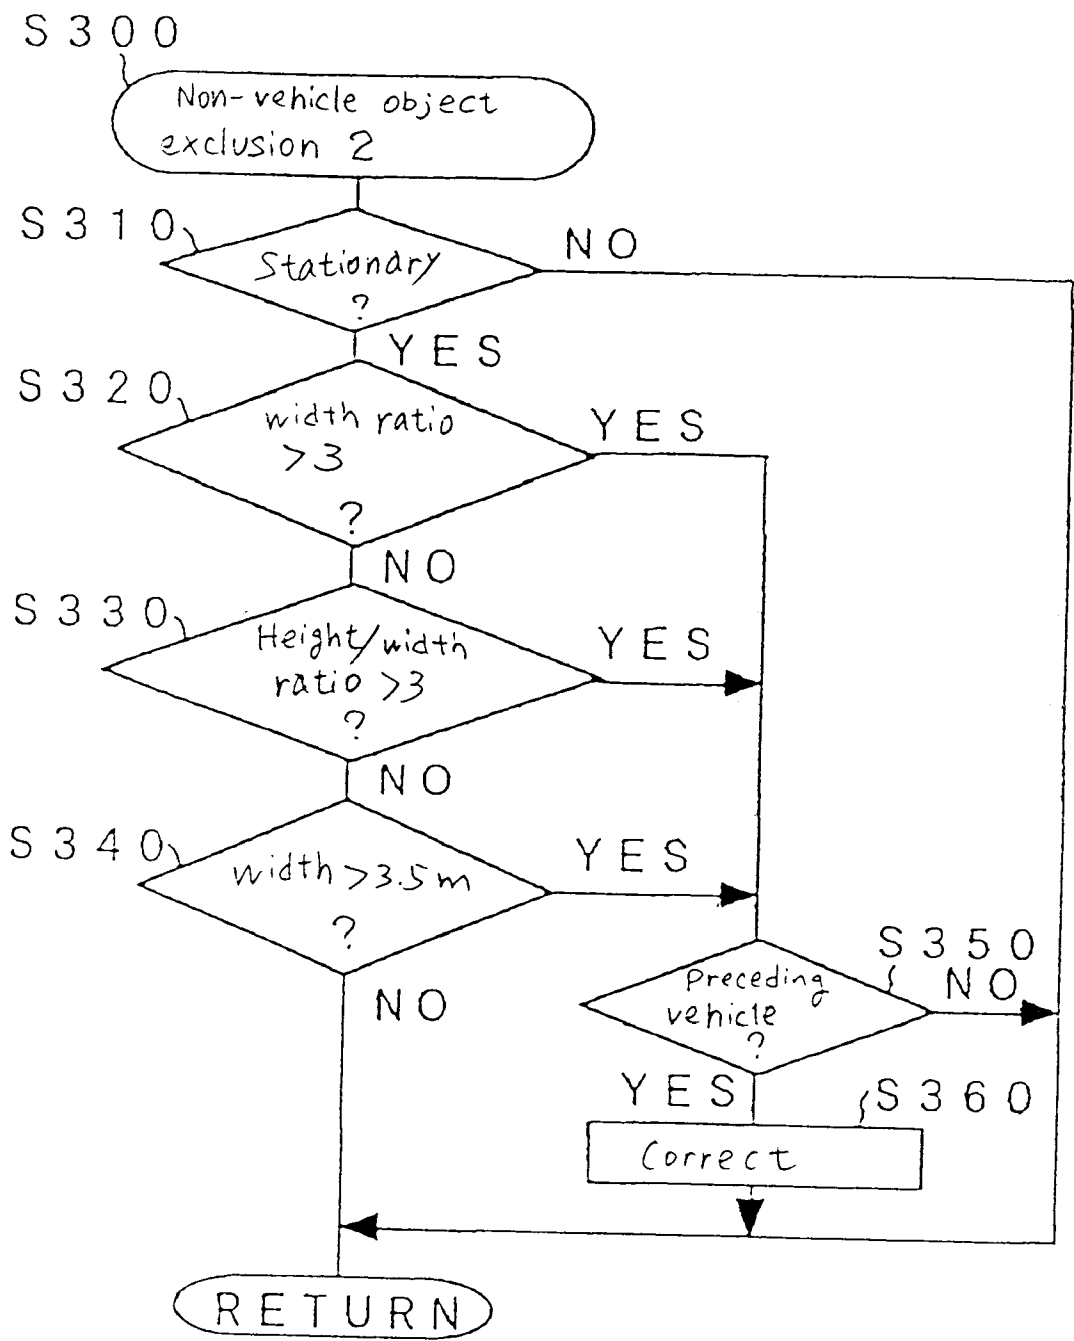 S300
Non-vehicle object
exclusion 2
S310
Stationary
?
NO
YES
S320
width ratio
>3
?
YES
NO
S330
Height/width
ratio >3
?
YES
NO
S340
width >3.5m
?
YES
NO
S350
Preceding
vehicle
?
NO
YES
S360
Correct
RETURN